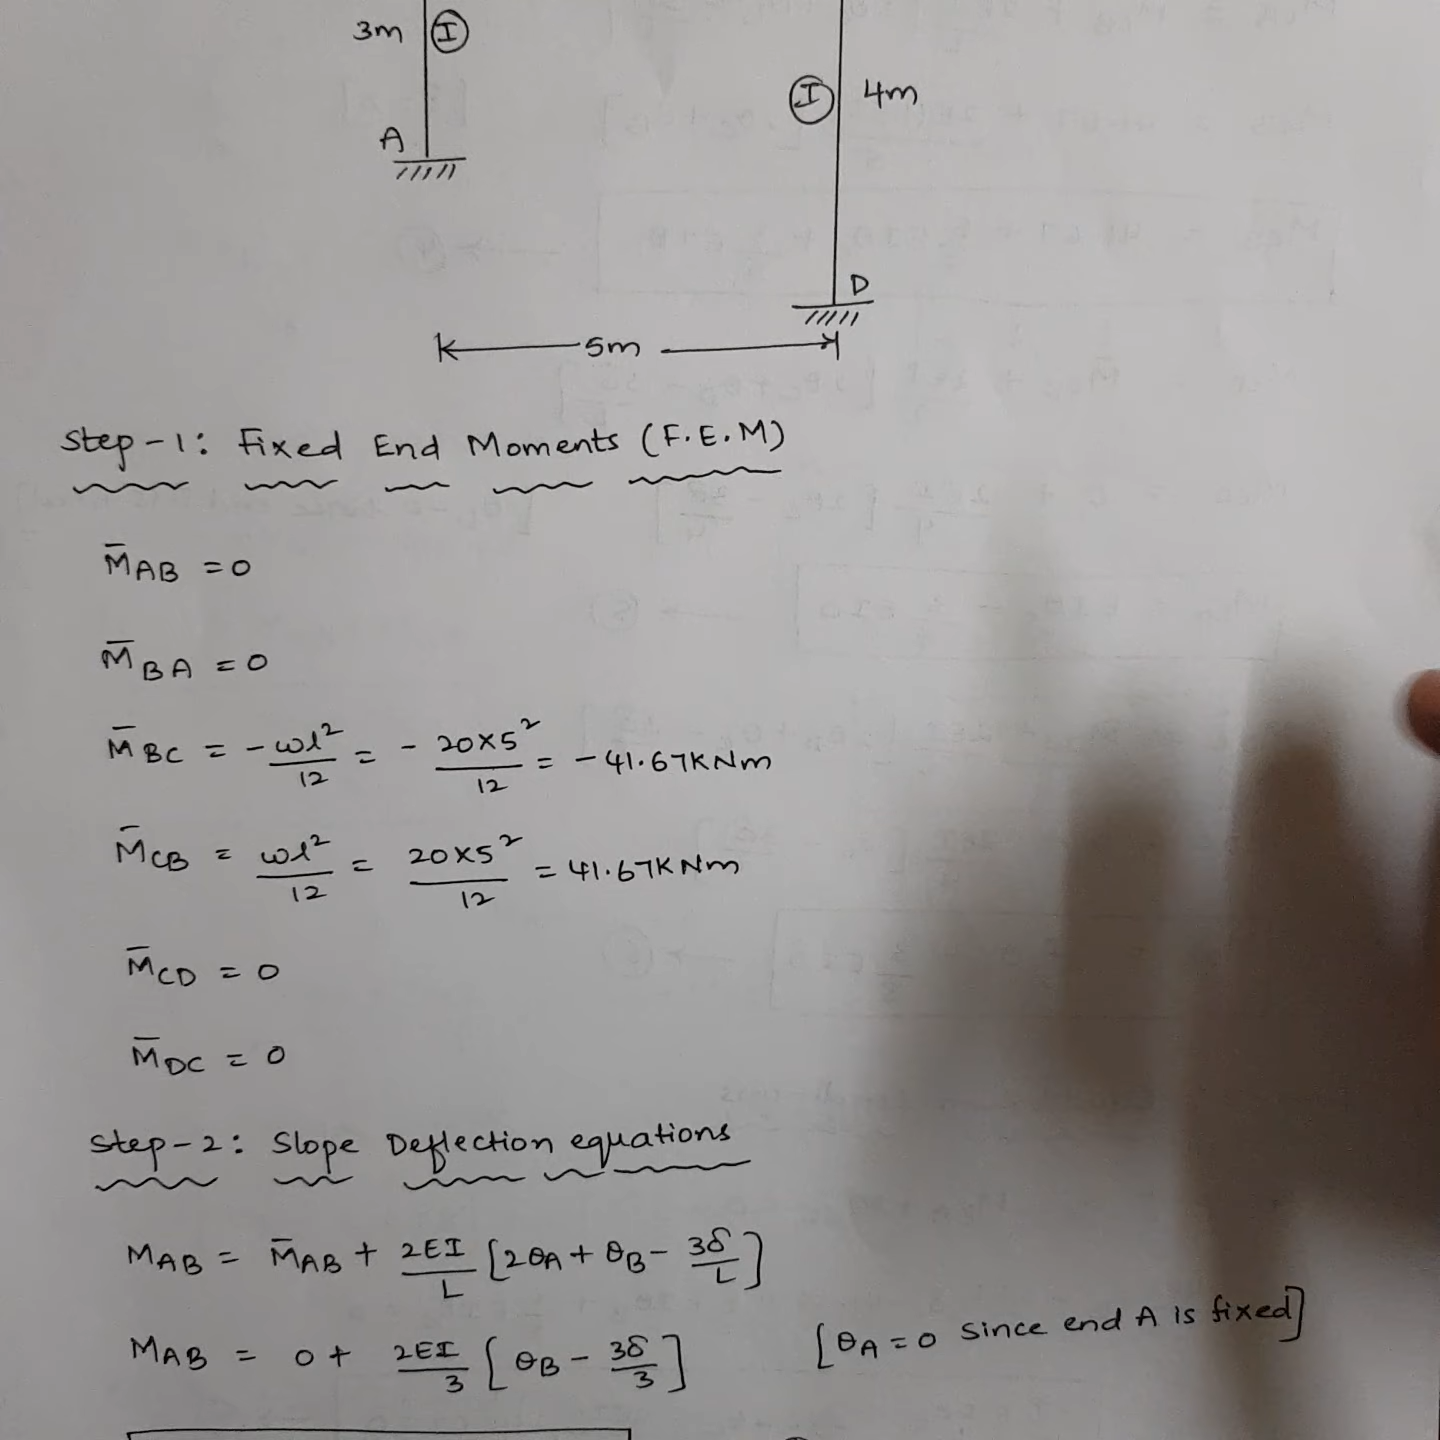 3m I
I 4m
A
D
5m
Step-1: Fixed End Moments (F.E.M)
M̄AB = 0
M̄BA = 0
M̄BC = -wl²/12 = - 20×5²/12 = -41.67KNm
M̄CB = wl²/12 = 20×5²/12 = 41.67KNm
M̄CD = 0
M̄DC = 0
Step-2: Slope Deflection equations
MAB = M̄AB + 2EI/L [2θA + θB - 3δ/L]
MAB = 0 + 2EI/3 [θB - 3δ/3] [θA = 0 since end A is fixed]